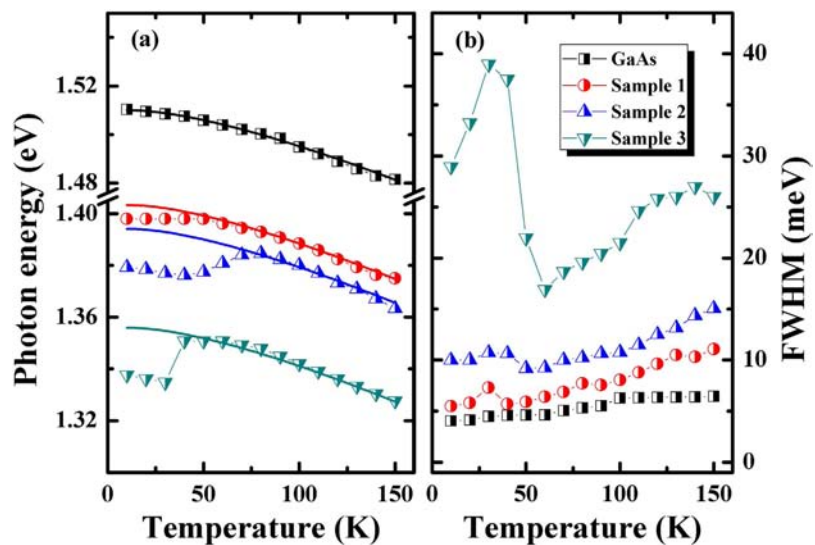 (a)
(b)
GaAs
Sample 1
Sample 2
Sample 3
Photon energy (eV)
1.52
1.48
1.40
1.36
1.32
0 50 100 150
Temperature (K)
FWHM (meV)
40
30
20
10
0
0 50 100 150
Temperature (K)